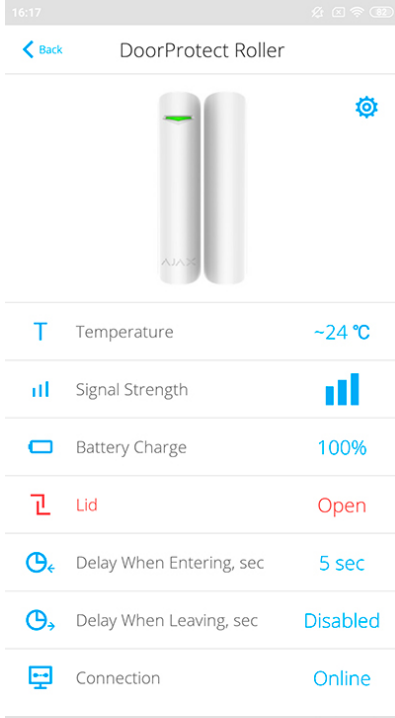 16:17
82
Back
DoorProtect Roller
AJAX
T Temperature ~24 °C
Signal Strength
Battery Charge 100%
Lid Open
Delay When Entering, sec 5 sec
Delay When Leaving, sec Disabled
Connection Online